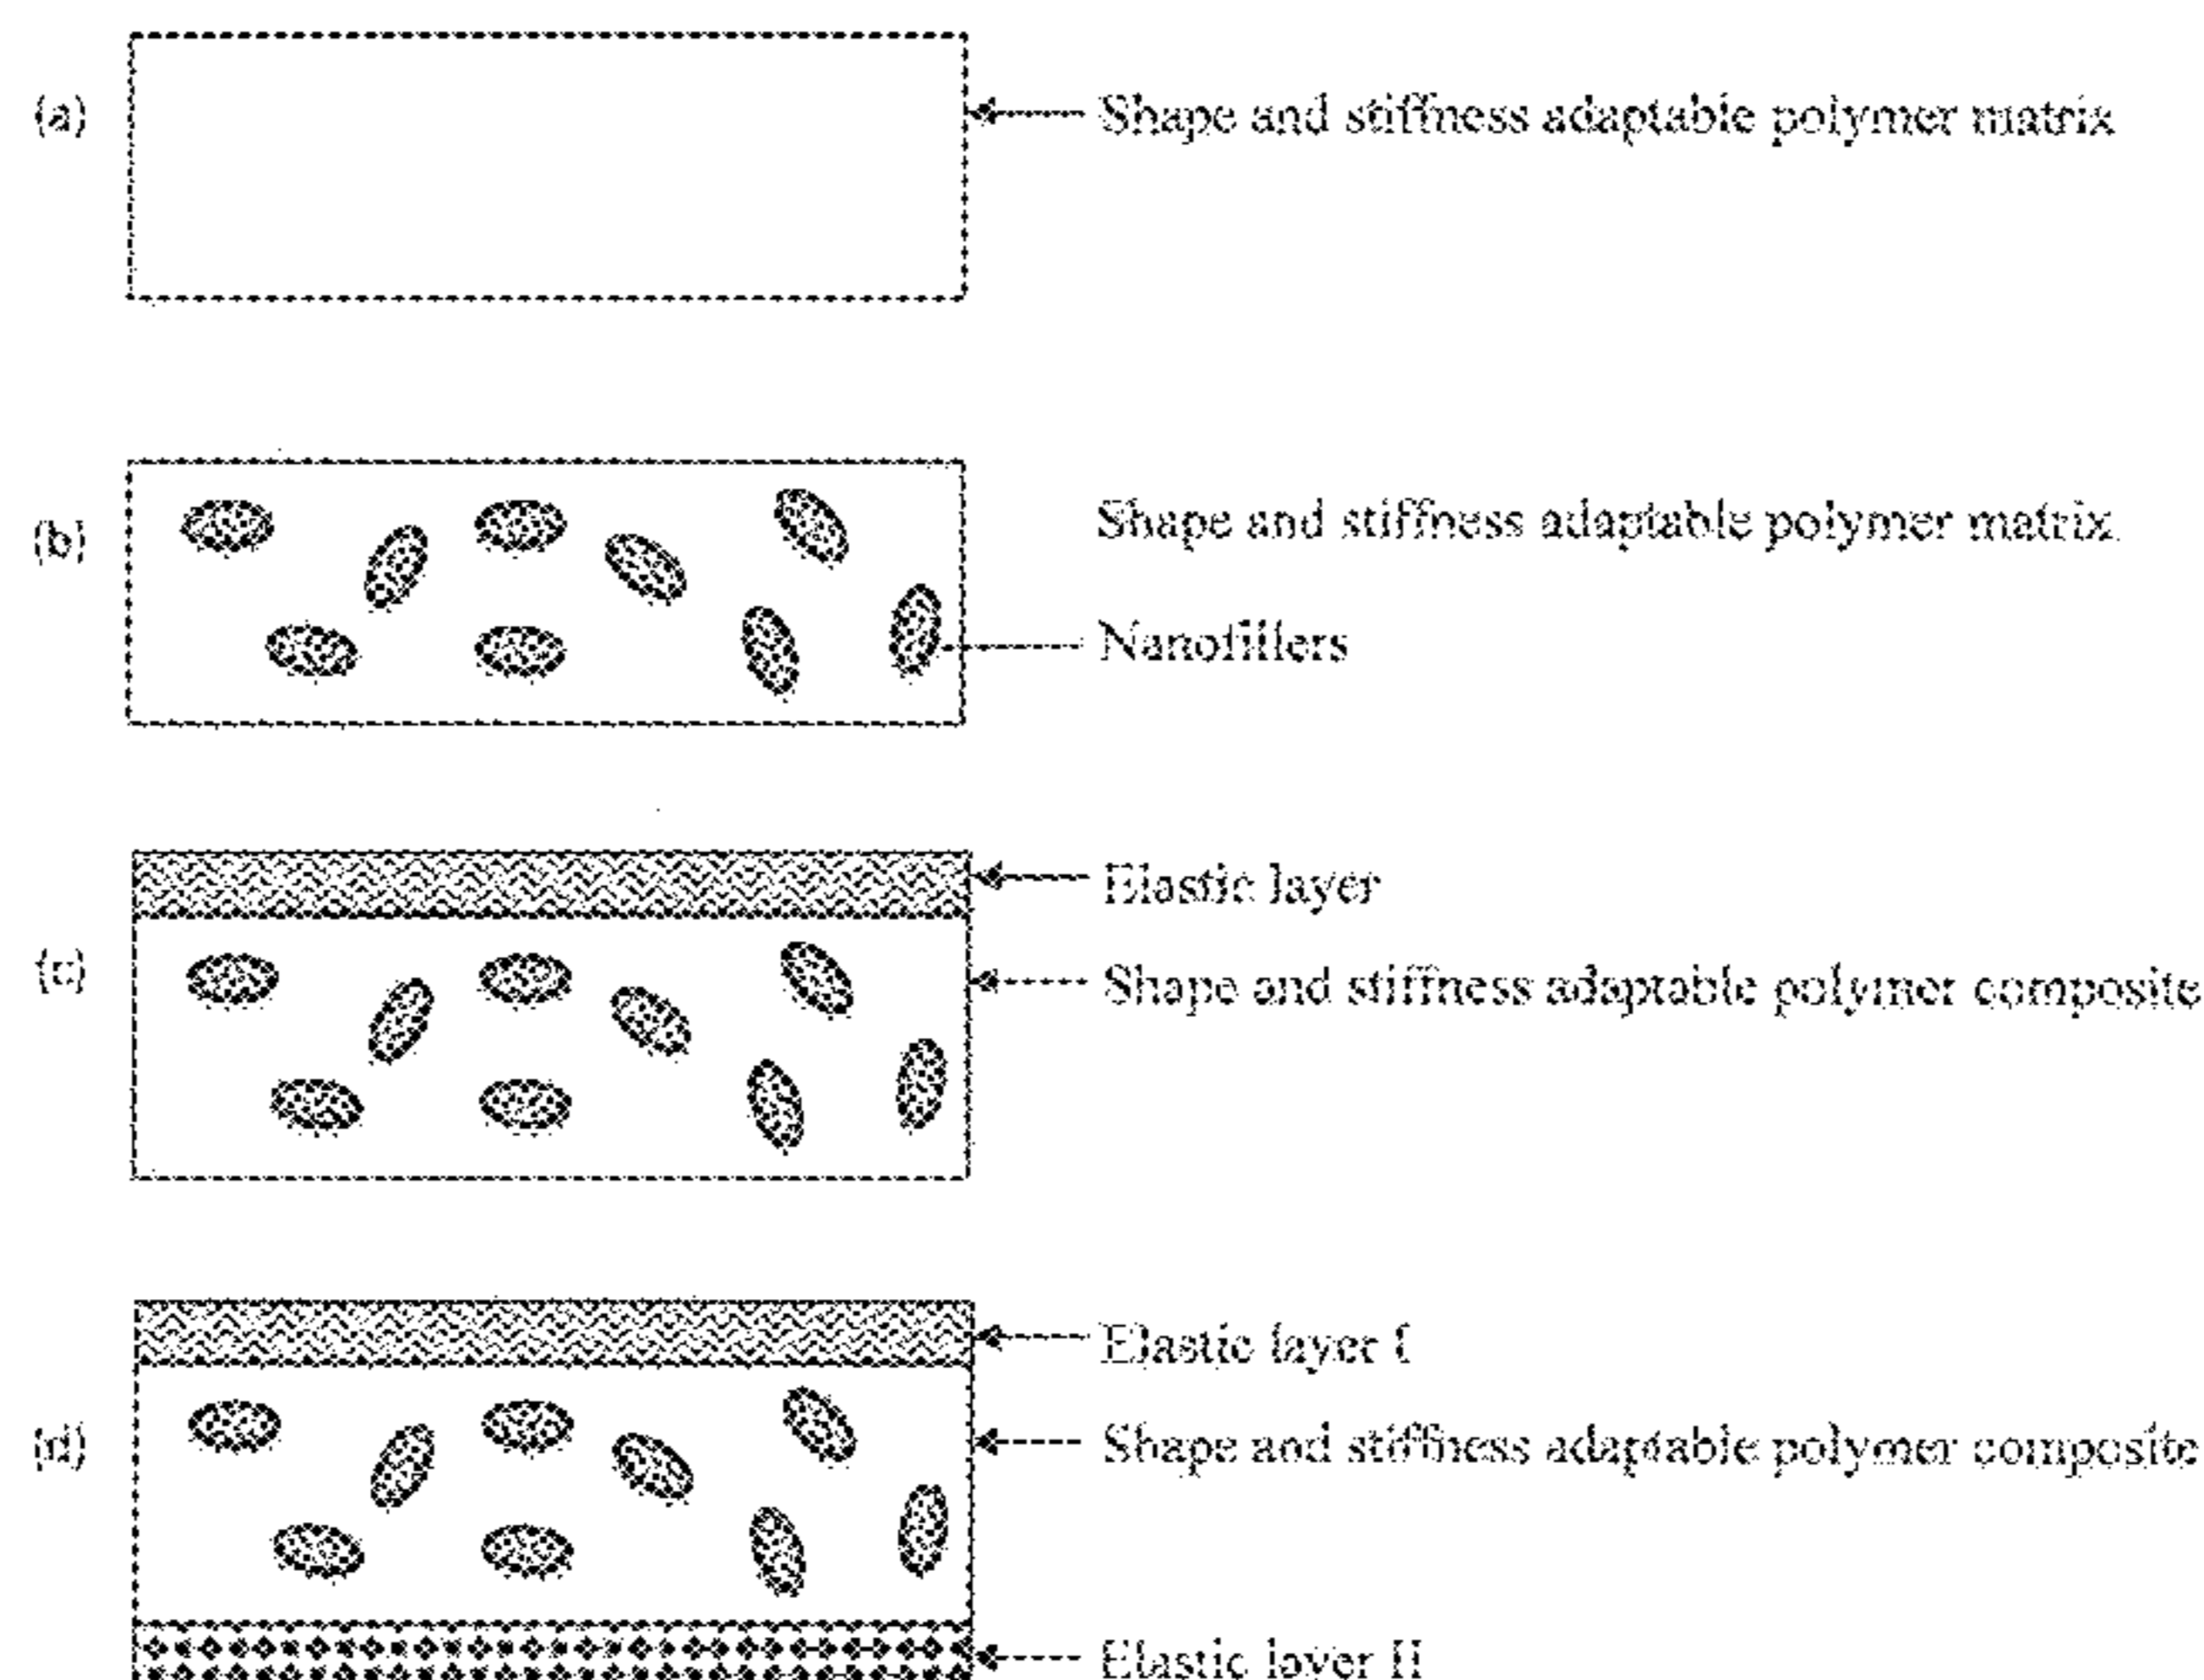 (a)
Shape and stiffness adaptable polymer matrix
(b)
Shape and stiffness adaptable polymer matrix
Nanofillers
Elastic layer
(c)
Shape and stiffness adaptable polymer composite
Elastic layer I
(d)
Shape and stiffness adaptable polymer composite
Elastic layer II